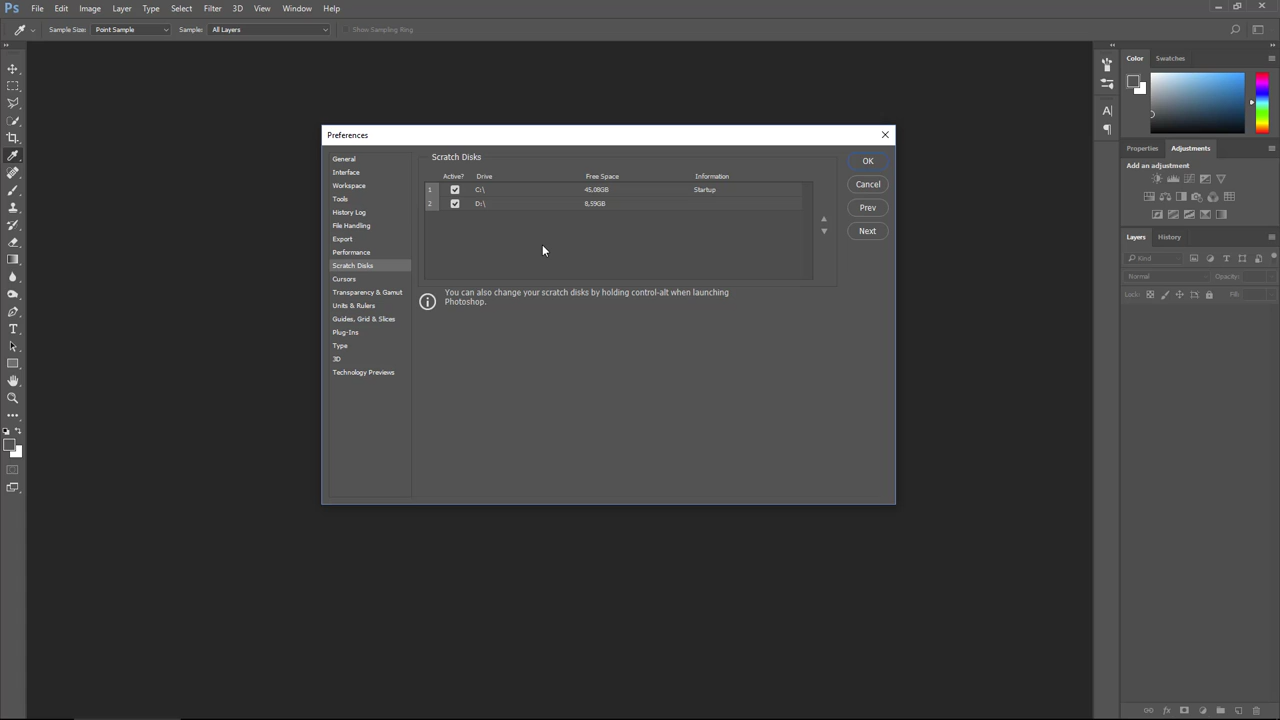 Ps File Edit Image Layer Type Select Filter 3D View Window Help
Sample Size: Point Sample Sample: All Layers Show Sampling Ring
Preferences
General
Interface
Workspace
Tools
History Log
File Handling
Export
Performance
Scratch Disks
Cursors
Transparency & Gamut
Units & Rulers
Guides, Grid & Slices
Plug-Ins
Type
3D
Technology Previews
Scratch Disks
Active? Drive Free Space Information
1 C:\ 45,08GB Startup
2 D:\ 8,59GB
You can also change your scratch disks by holding control-alt when launching
Photoshop.
OK
Cancel
Prev
Next
Color Swatches
Properties Adjustments
Add an adjustment
Layers History
Kind
Normal Opacity:
Lock: Fill: